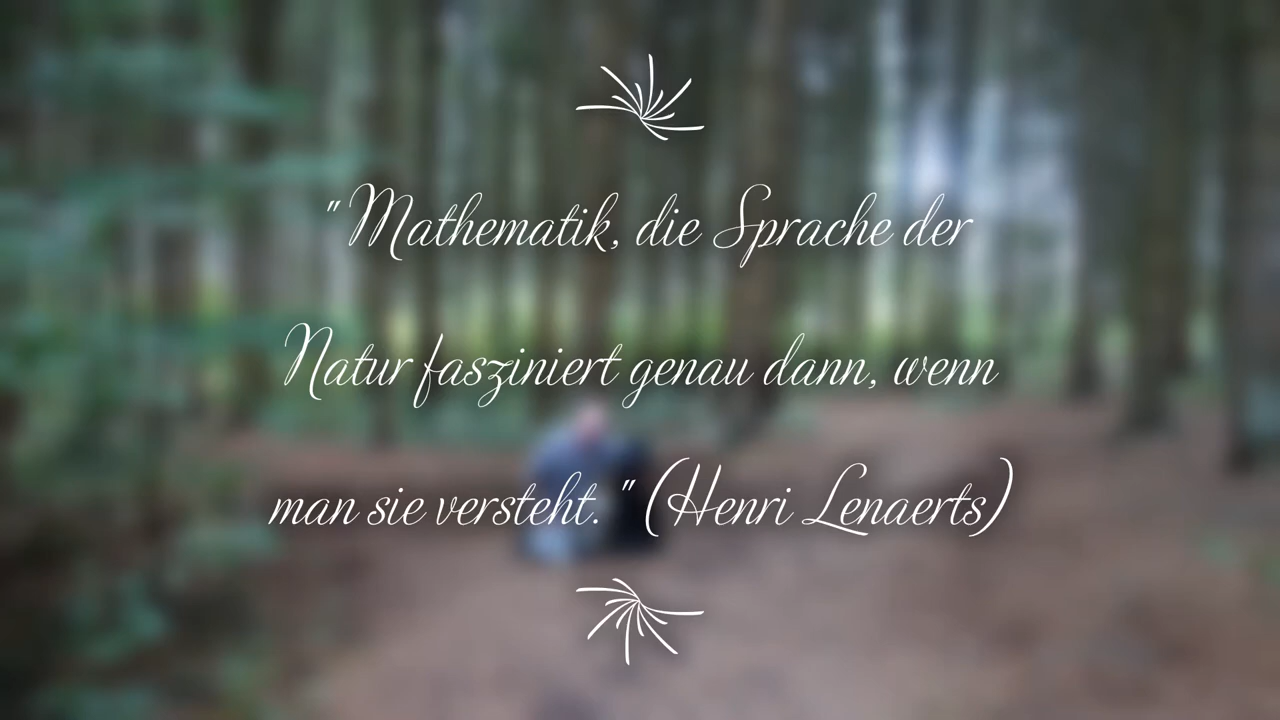 "Mathematik, die Sprache der
Natur fasziniert genau dann, wenn
man sie versteht." (Henri Lenaerts)